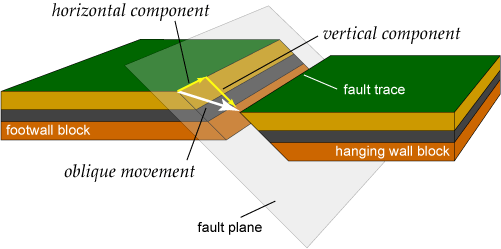 horizontal component
vertical component
fault trace
footwall block
hanging wall block
oblique movement
fault plane